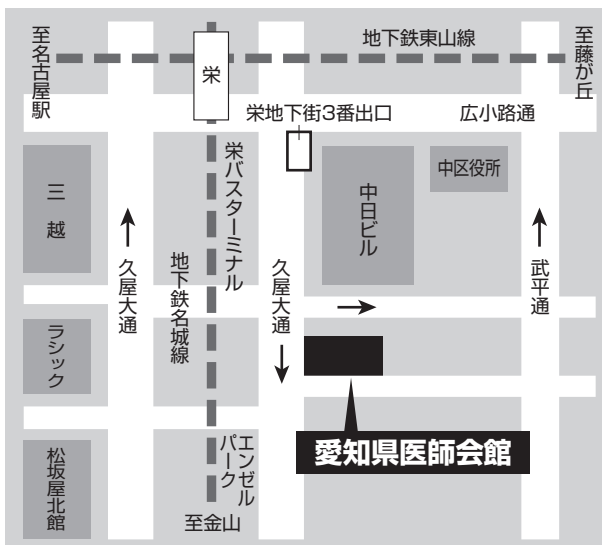 至名古屋駅
地下鉄東山線
至藤が丘
栄
栄地下街3番出口
広小路通
三越
栄バスターミナル
中日ビル
中区役所
久屋大通
地下鉄名城線
久屋大通
武平通
ラシック
愛知県医師会館
松坂屋北館
エンゼル
パーク
至金山